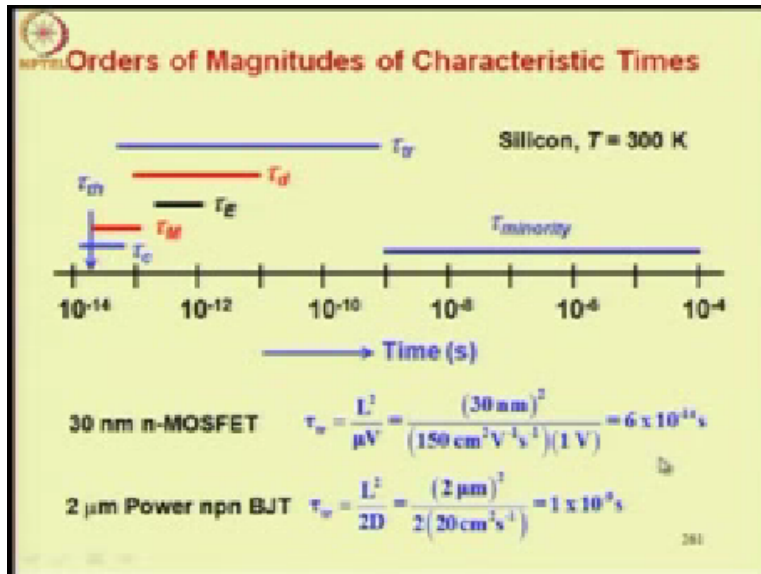 NPTEL
Orders of Magnitudes of Characteristic Times
Silicon, T = 300 K
τtr
τd
τth
τE
τM
τc
τminority
10⁻¹⁴ 10⁻¹² 10⁻¹⁰ 10⁻⁸ 10⁻⁶ 10⁻⁴
Time (s)
30 nm n-MOSFET τtr = L²/μV = (30 nm)²/(150 cm²V⁻¹s⁻¹)(1 V) = 6 x 10⁻¹⁴ s
2 μm Power npn BJT τtr = L²/2D = (2 μm)²/2(20 cm²s⁻¹) = 1 x 10⁻⁹ s
261